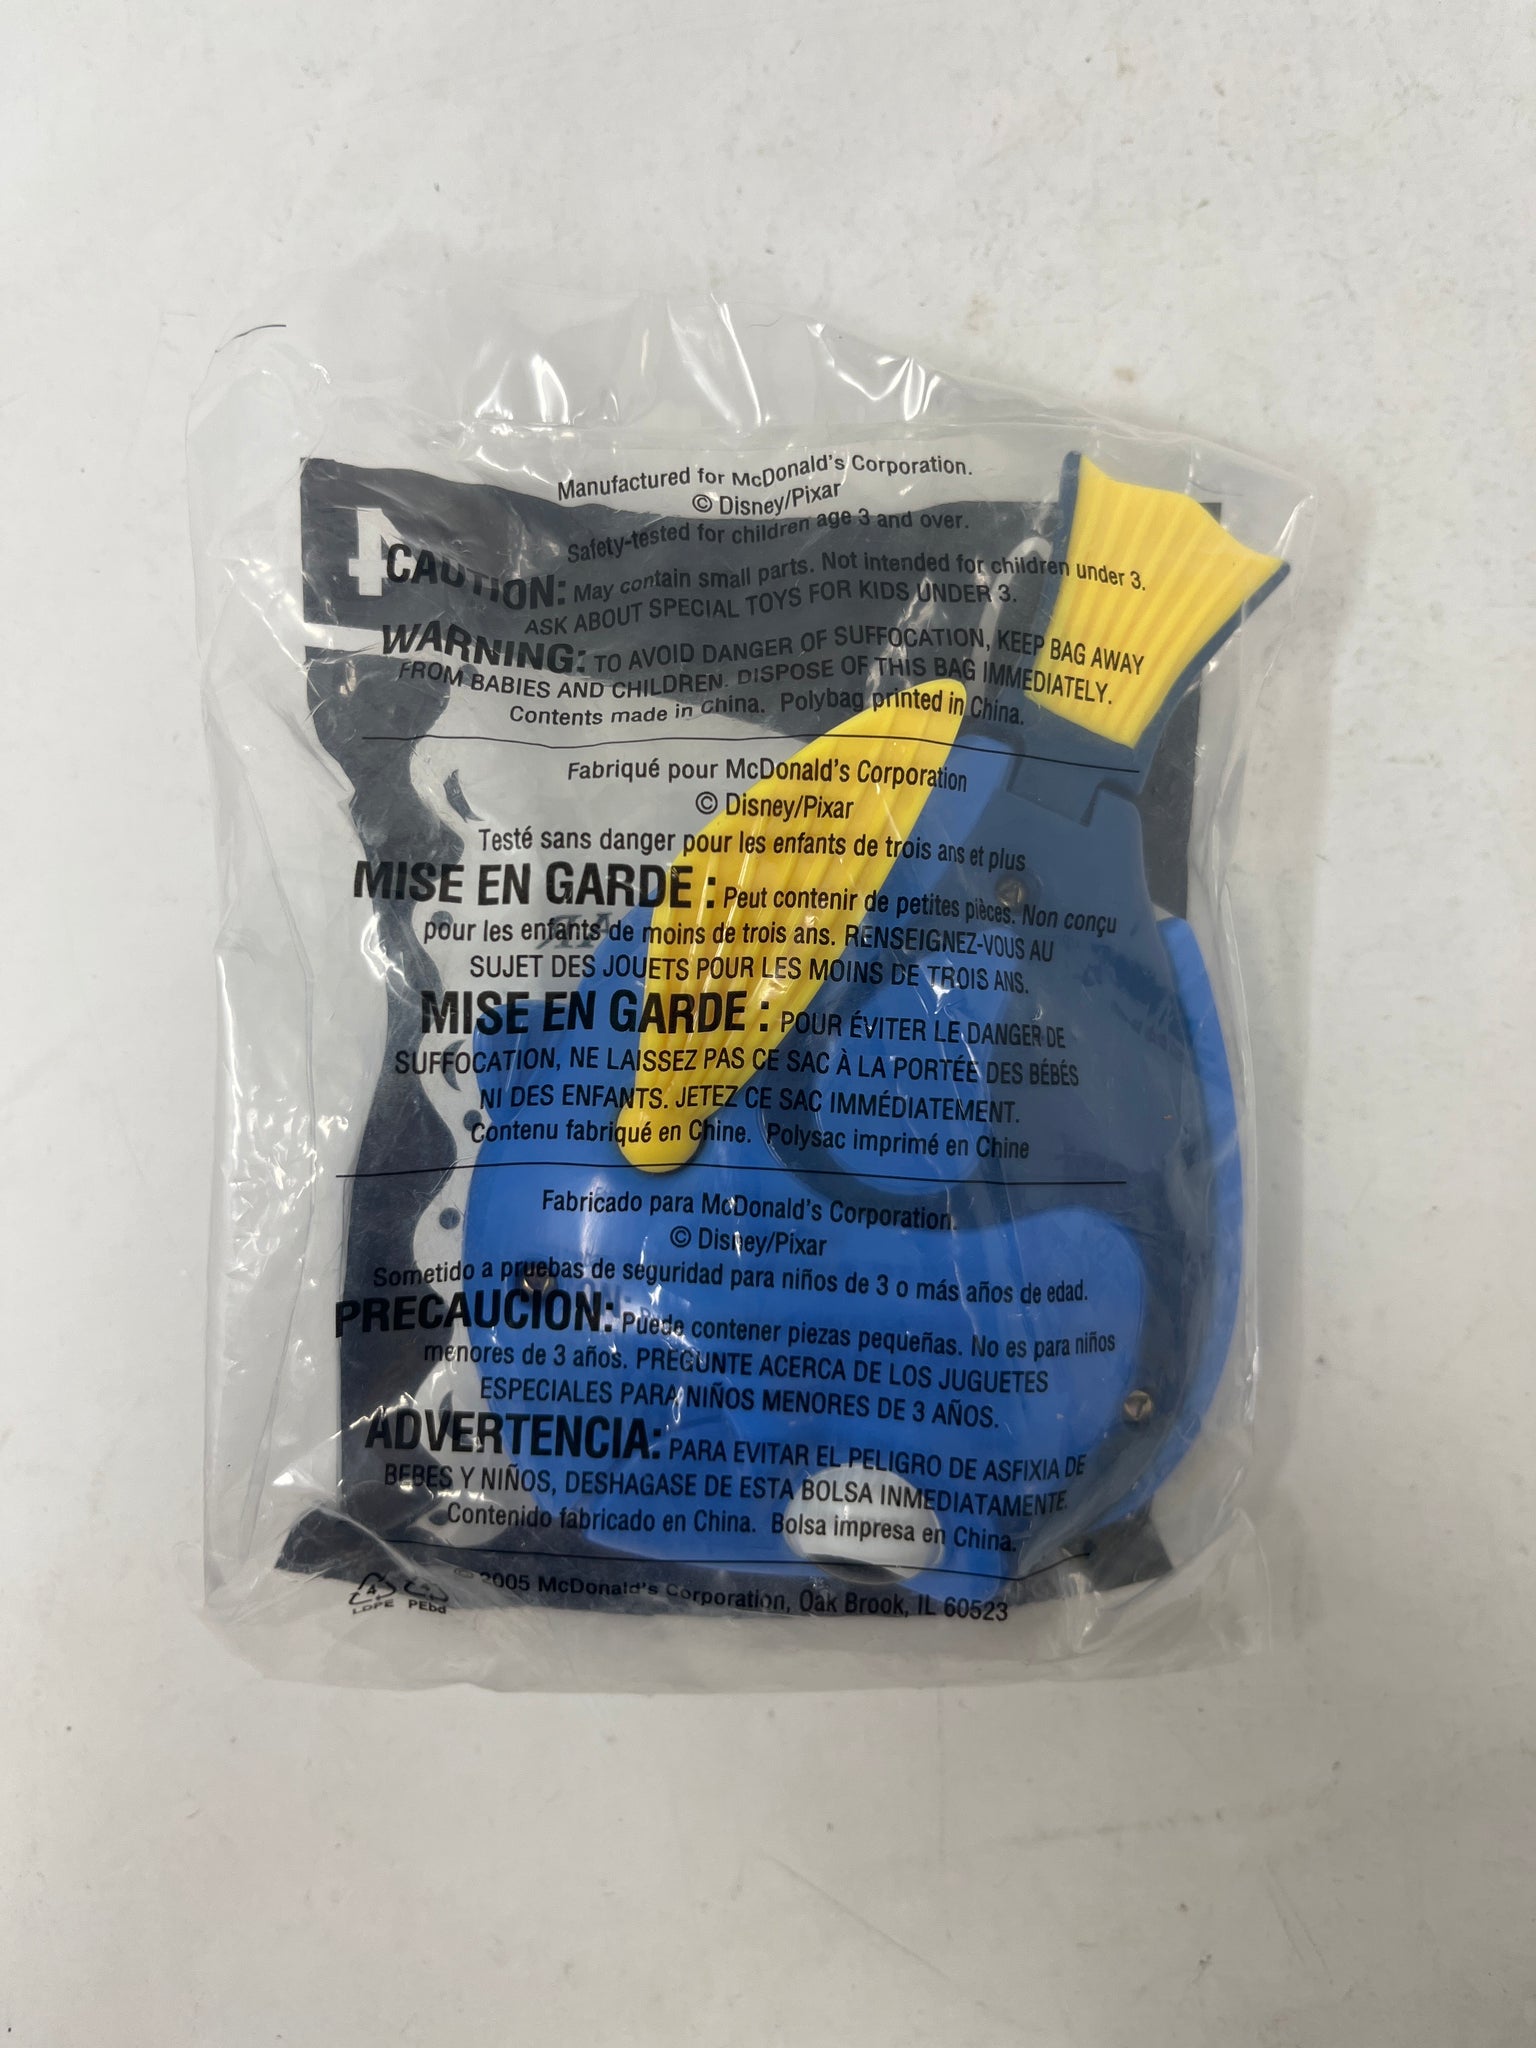 Manufactured for McDonald's Corporation.
© Disney/Pixar
Safety-tested for children age 3 and over.
4
CAUTION: May contain small parts. Not intended for children under 3.
ASK ABOUT SPECIAL TOYS FOR KIDS UNDER 3.
WARNING: TO AVOID DANGER OF SUFFOCATION, KEEP BAG AWAY
FROM BABIES AND CHILDREN. DISPOSE OF THIS BAG IMMEDIATELY.
Contents made in China. Polybag printed in China.
Fabriqué pour McDonald's Corporation
© Disney/Pixar
Testé sans danger pour les enfants de trois ans et plus
MISE EN GARDE : Peut contenir de petites pièces. Non conçu
pour les enfants de moins de trois ans. RENSEIGNEZ-VOUS AU
SUJET DES JOUETS POUR LES MOINS DE TROIS ANS.
MISE EN GARDE : POUR ÉVITER LE DANGER DE
SUFFOCATION, NE LAISSEZ PAS CE SAC À LA PORTÉE DES BÉBÉS
NI DES ENFANTS. JETEZ CE SAC IMMÉDIATEMENT.
Contenu fabriqué en Chine. Polysac imprimé en Chine
Fabricado para McDonald's Corporation.
© Disney/Pixar
Sometido a pruebas de seguridad para niños de 3 o más años de edad.
PRECAUCION: Puede contener piezas pequeñas. No es para niños
menores de 3 años. PREGUNTE ACERCA DE LOS JUGUETES
ESPECIALES PARA NIÑOS MENORES DE 3 AÑOS.
ADVERTENCIA: PARA EVITAR EL PELIGRO DE ASFIXIA DE
BEBES Y NIÑOS, DESHAGASE DE ESTA BOLSA INMEDIATAMENTE.
Contenido fabricado en China. Bolsa impresa en China.
© 2005 McDonald's Corporation, Oak Brook, IL 60523
4
LDPE PEbd